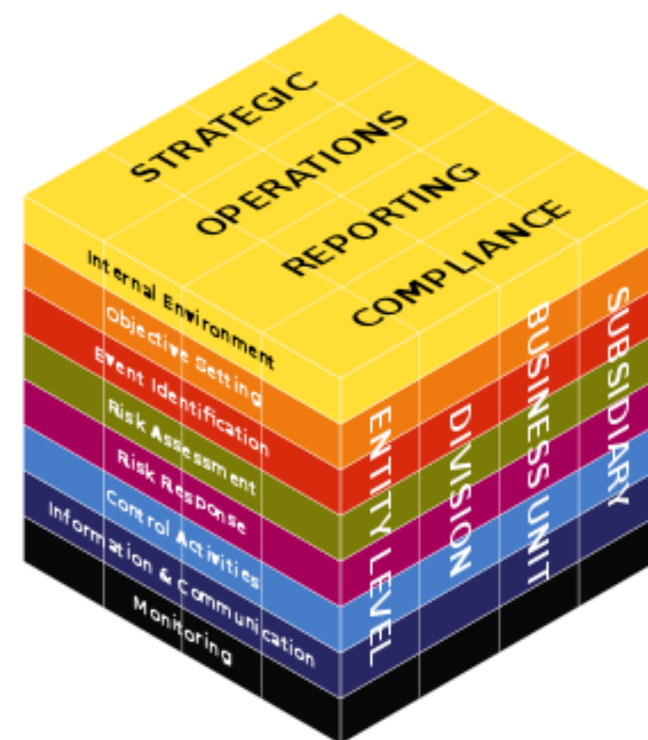 STRATEGIC
OPERATIONS
REPORTING
COMPLIANCE
Internal Environment
Objective Setting
Event Identification
Risk Assessment
Risk Response
Control Activities
Information & Communication
Monitoring
ENTITY LEVEL
DIVISION
BUSINESS UNIT
SUBSIDIARY